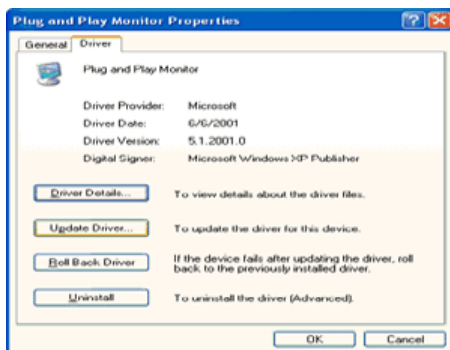 Plug and Play Monitor Properties
General Driver
Plug and Play Monitor
Driver Provider: Microsoft
Driver Date: 6/6/2001
Driver Version: 5.1.2001.0
Digital Signer: Microsoft Windows XP Publisher
Driver Details... To view details about the driver files.
Update Driver... To update the driver for this device.
Roll Back Driver If the device fails after updating the driver, roll
back to the previously installed driver.
Uninstall To uninstall the driver (Advanced).
OK Cancel